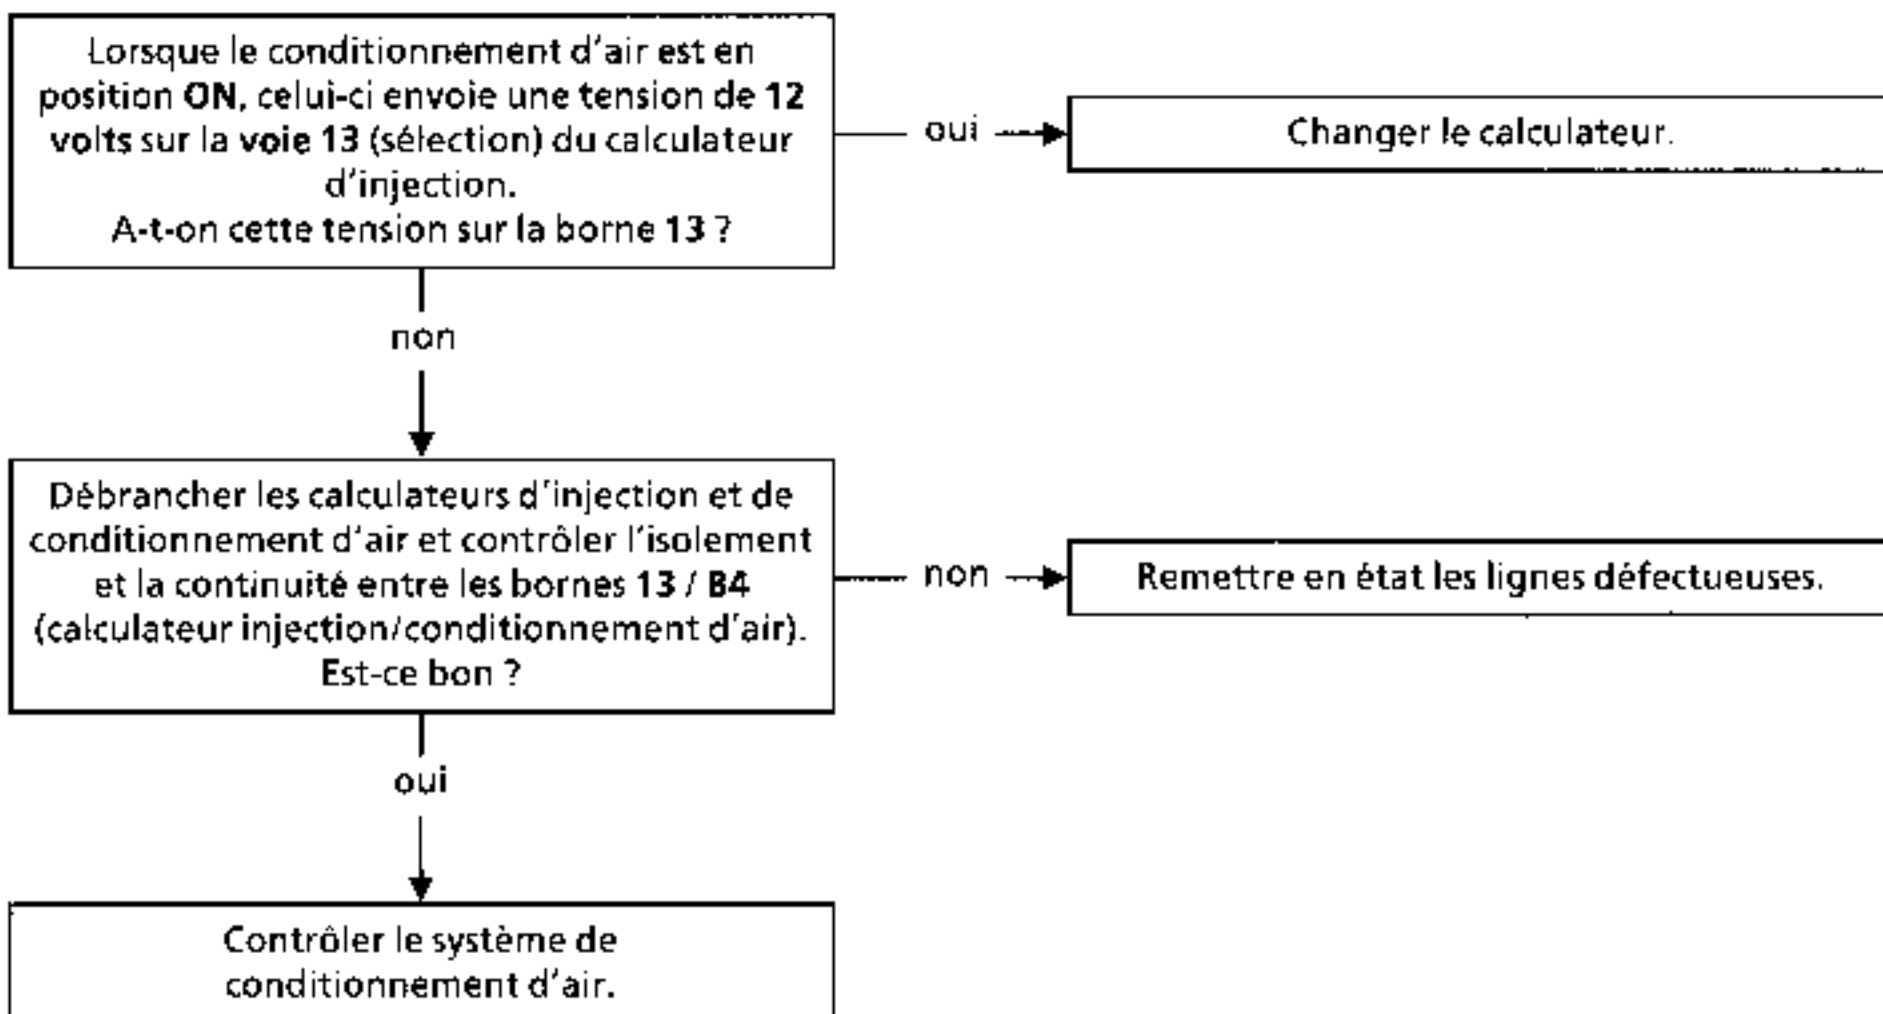 Lorsque le conditionnement d'air est en
position ON, celui-ci envoie une tension de 12
volts sur la voie 13 (sélection) du calculateur
d'injection.
A-t-on cette tension sur la borne 13 ?
oui
Changer le calculateur.
non
Débrancher les calculateurs d'injection et de
conditionnement d'air et contrôler l'isolement
et la continuité entre les bornes 13 / B4
(calculateur injection/conditionnement d'air).
Est-ce bon ?
non
Remettre en état les lignes défectueuses.
oui
Contrôler le système de
conditionnement d'air.